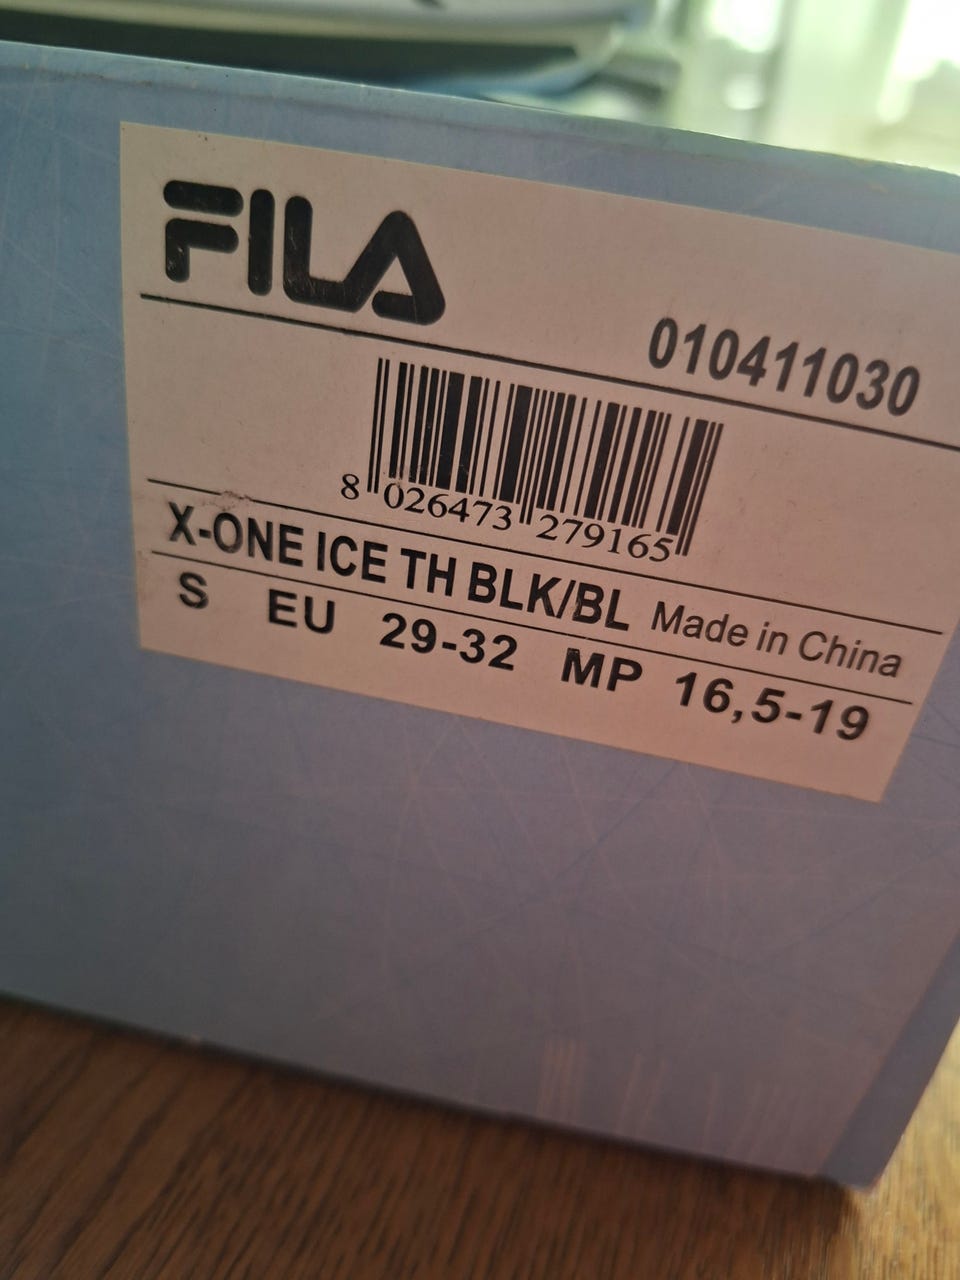 FILA
010411030
8 026473 279165
X-ONE ICE TH BLK/BL Made in China
S EU 29-32 MP 16,5-19